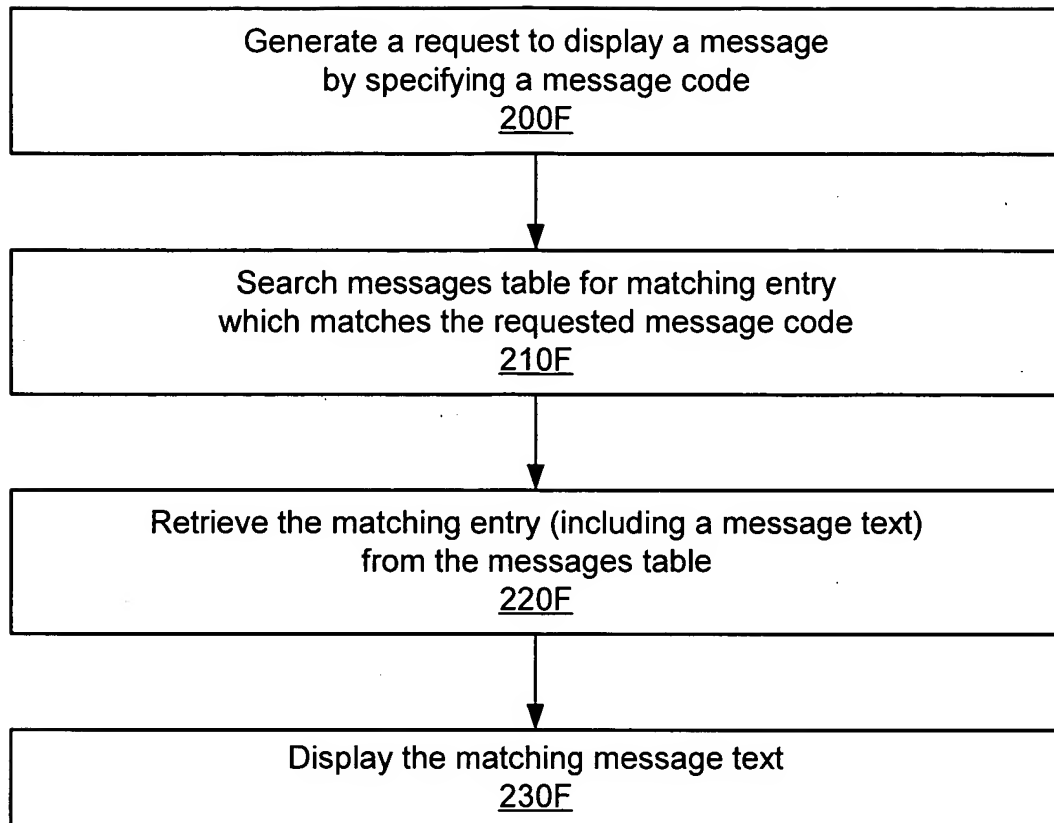 Generate a request to display a message
by specifying a message code
200F
Search messages table for matching entry
which matches the requested message code
210F
Retrieve the matching entry (including a message text)
from the messages table
220F
Display the matching message text
230F